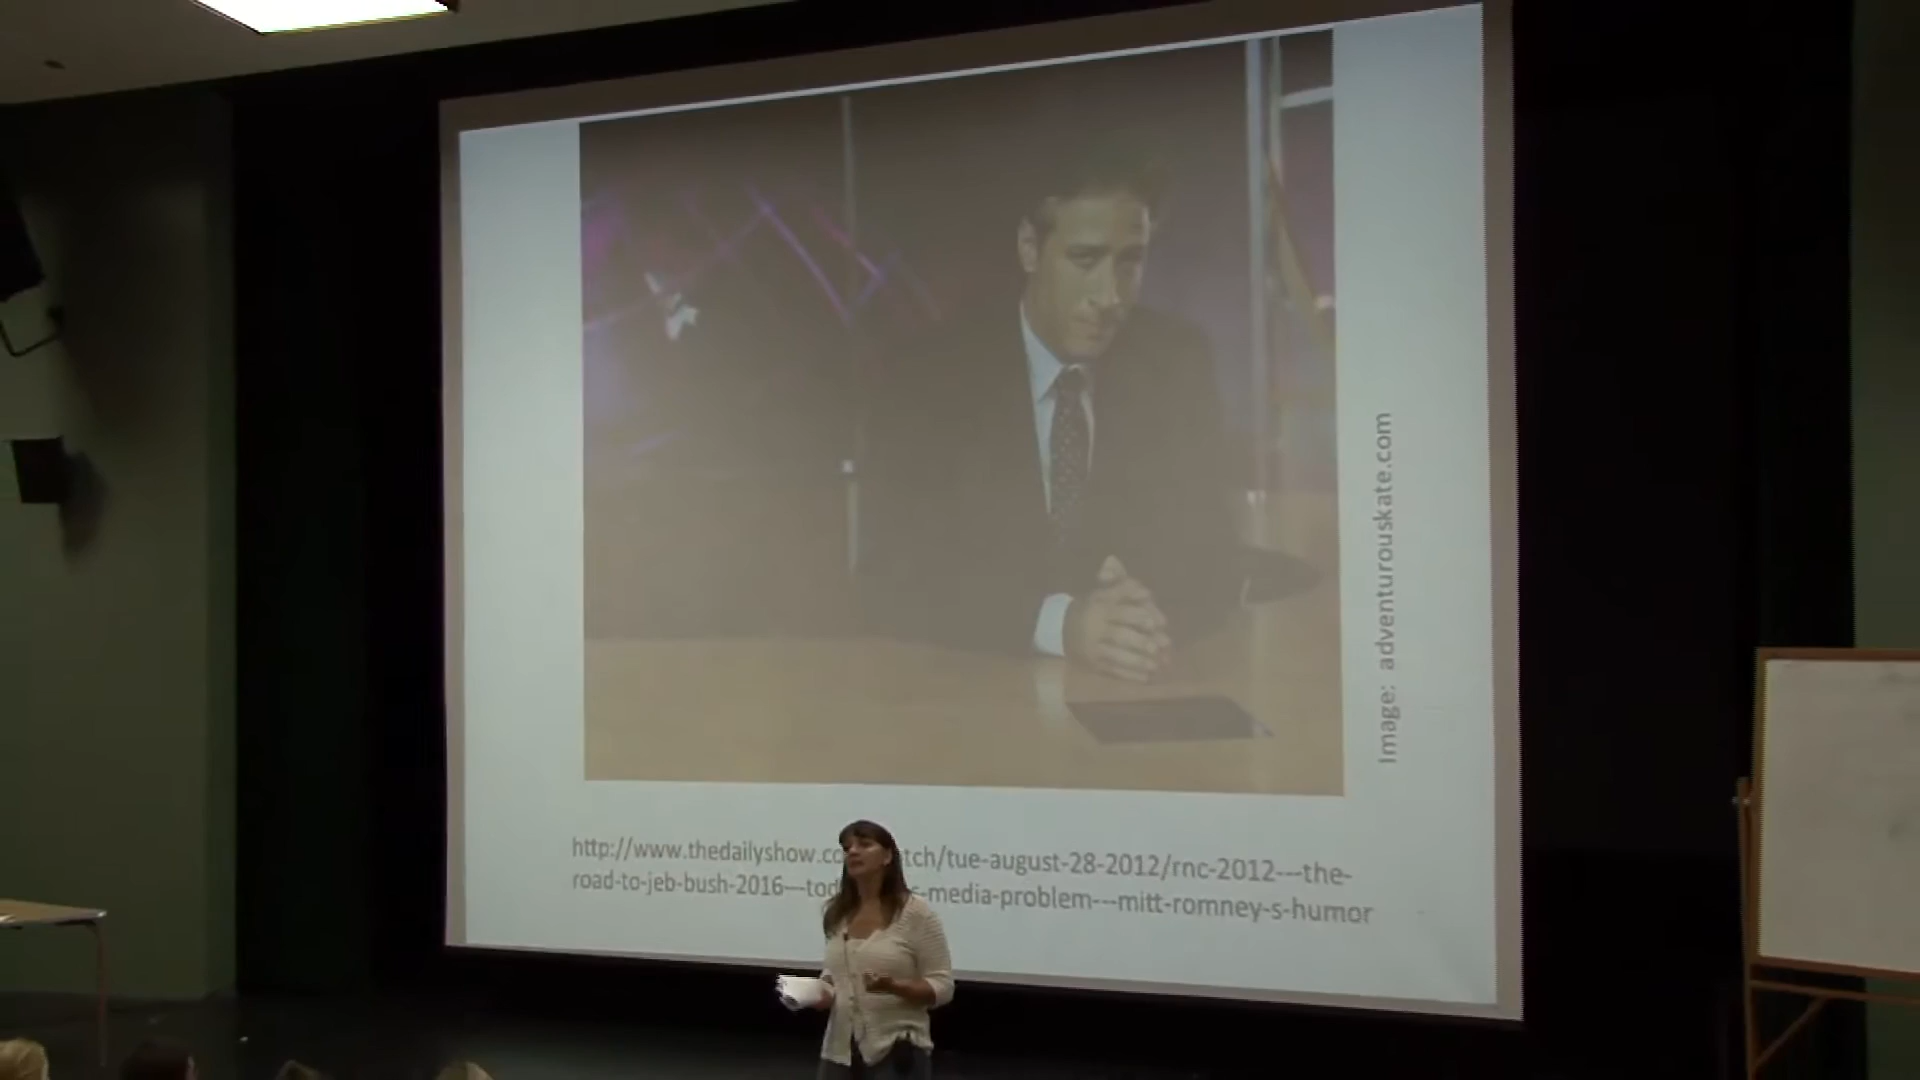 Image: adventurouskate.com
http://www.thedailyshow.co tch/tue-august-28-2012/rnc-2012---the-
road-to-jeb-bush-2016---tod s-media-problem---mitt-romney-s-humor